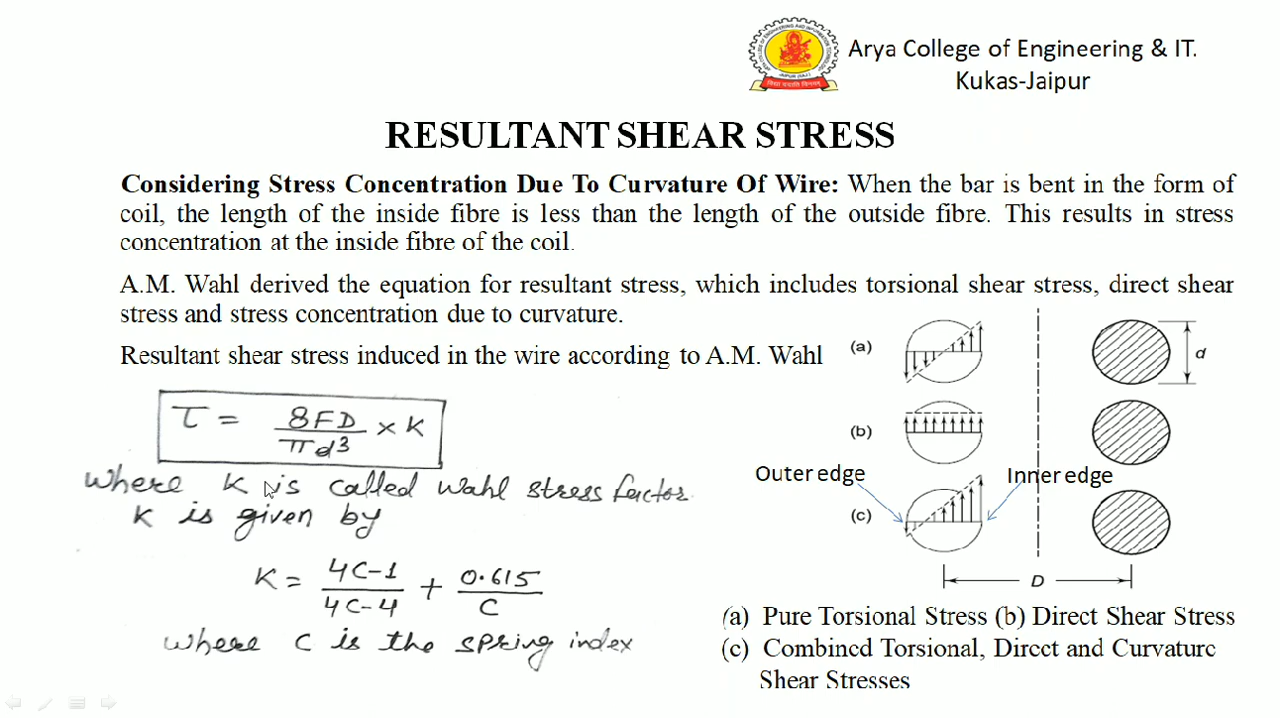 Arya College of Engineering & IT.
Kukas-Jaipur
RESULTANT SHEAR STRESS
Considering Stress Concentration Due To Curvature Of Wire: When the bar is bent in the form of
coil, the length of the inside fibre is less than the length of the outside fibre. This results in stress
concentration at the inside fibre of the coil.
A.M. Wahl derived the equation for resultant stress, which includes torsional shear stress, direct shear
stress and stress concentration due to curvature.
Resultant shear stress induced in the wire according to A.M. Wahl
τ = 8FD / πd³ × K
where K is called wahl stress factor.
K is given by
K = 4C-1 / 4C-4 + 0.615 / C
where C is the spring index
(a)
d
(b)
Outer edge
Inner edge
(c)
D
(a) Pure Torsional Stress (b) Direct Shear Stress
(c) Combined Torsional, Direct and Curvature
Shear Stresses